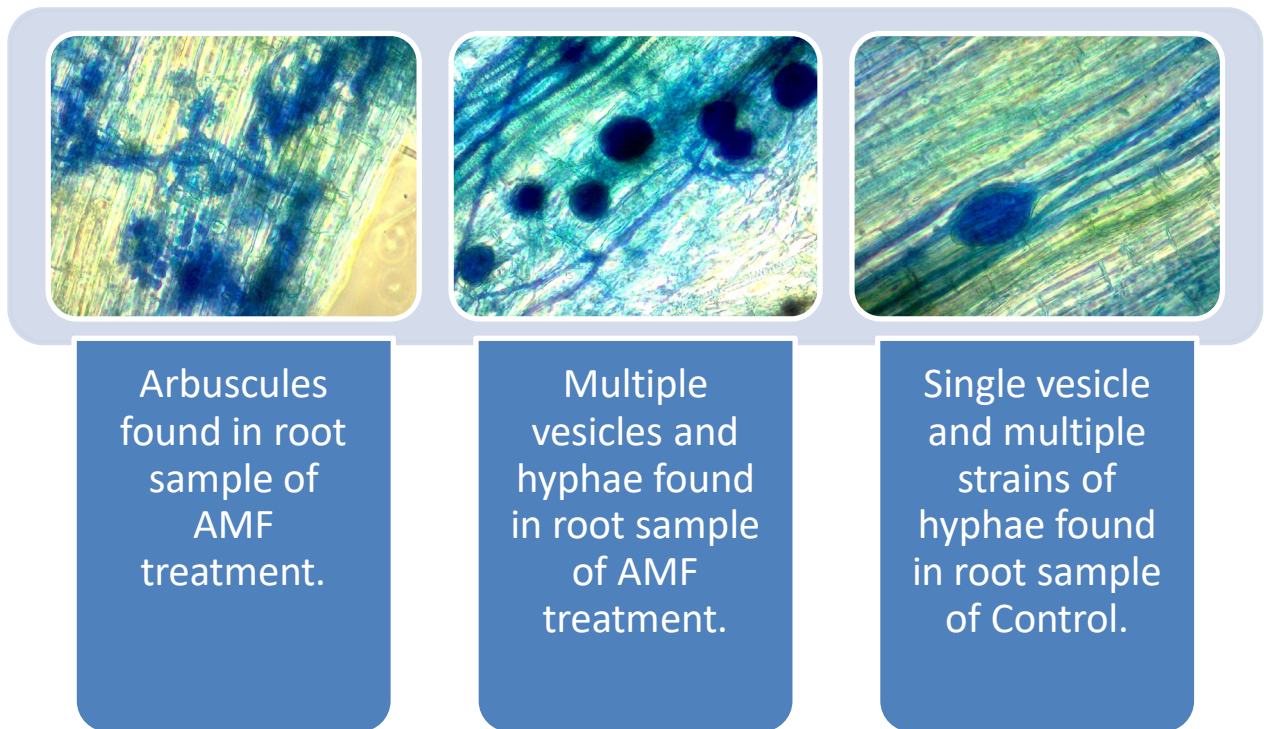 Arbuscules
found in root
sample of
AMF
treatment.
Multiple
vesicles and
hyphae found
in root sample
of AMF
treatment.
Single vesicle
and multiple
strains of
hyphae found
in root sample
of Control.